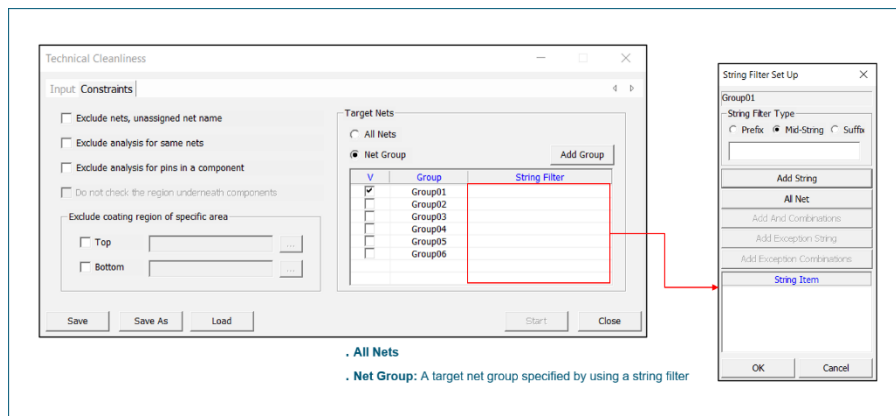 Technical Cleanliness
Input Constraints
Exclude nets, unassigned net name
Exclude analysis for same nets
Exclude analysis for pins in a component
Do not check the region underneath components
Exclude coating region of specific area
Top ...
Bottom ...
Target Nets
All Nets
Net Group Add Group
V Group String Filter
Group01
Group02
Group03
Group04
Group05
Group06
Save Save As Load Start Close
String Filter Set Up
Group01
String Filter Type
Prefix Mid-String Suffix
Add String
All Net
Add And Combinations
Add Exception String
Add Exception Combinations
String Item
OK Cancel
. All Nets
. Net Group: A target net group specified by using a string filter